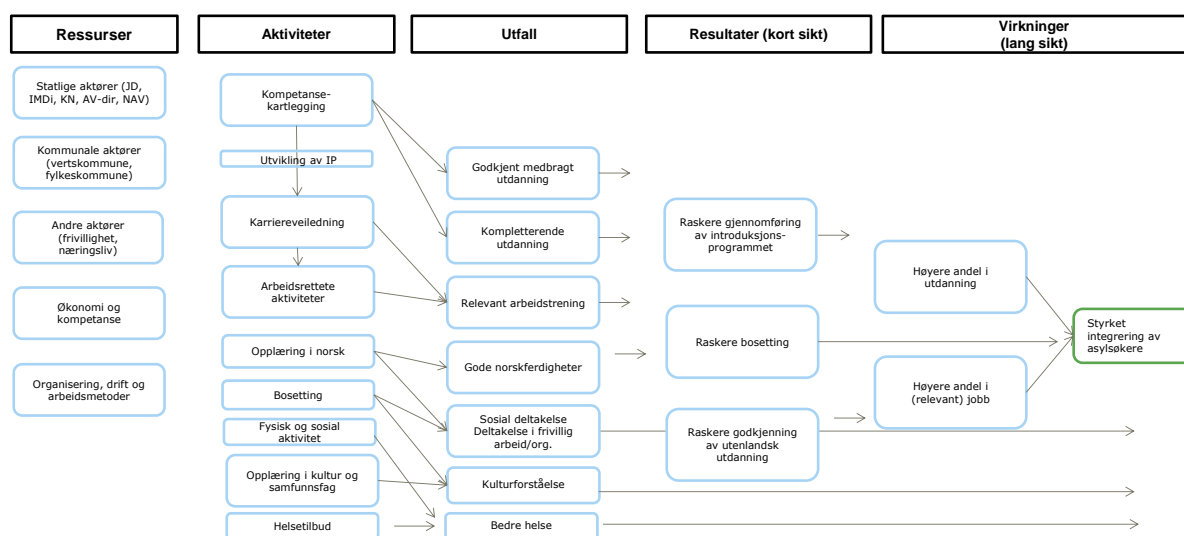 Ressurser
Aktiviteter
Utfall
Resultater (kort sikt)
Virkninger
(lang sikt)
Statlige aktører (JD,
IMDi, KN, AV-dir, NAV)
Kommunale aktører
(vertskommune,
fylkeskommune)
Andre aktører
(frivillighet,
næringsliv)
Økonomi og
kompetanse
Organisering, drift og
arbeidsmetoder
Kompetanse-
kartlegging
Utvikling av IP
Karriereveiledning
Arbeidsrettete
aktiviteter
Opplæring i norsk
Bosetting
Fysisk og sosial
aktivitet
Opplæring i kultur og
samfunnsfag
Helsetilbud
Godkjent medbragt
utdanning
Kompletterende
utdanning
Relevant arbeidstrening
Gode norskferdigheter
Sosial deltakelse
Deltakelse i frivillig
arbeid/org.
Kulturforståelse
Bedre helse
Raskere gjennomføring
av introduksjons-
programmet
Raskere bosetting
Raskere godkjenning
av utenlandsk
utdanning
Høyere andel i
utdanning
Høyere andel i
(relevant) jobb
Styrket
integrering av
asylsøkere